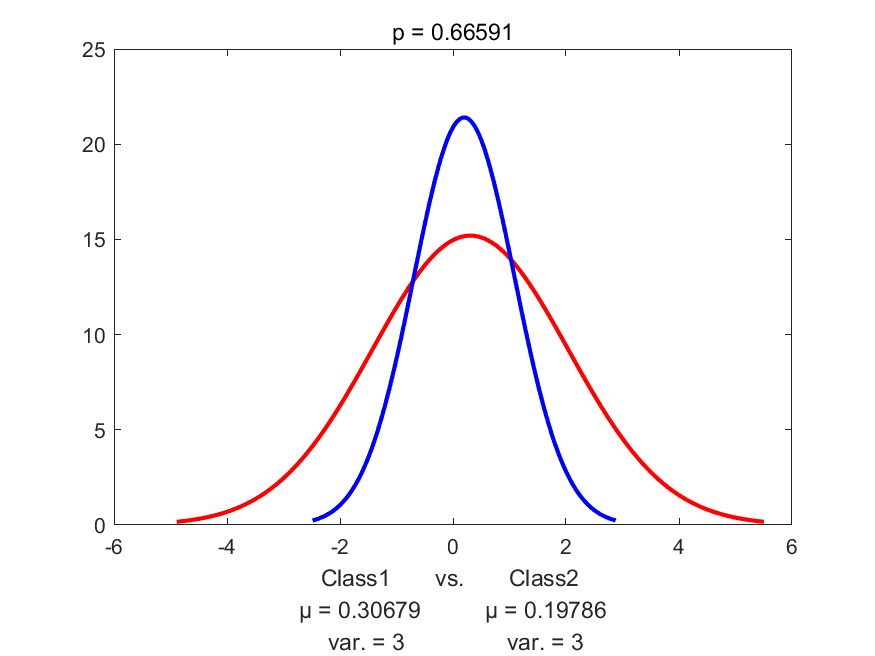 p = 0.66591
25
20
15
10
5
0
-6 -4 -2 0 2 4 6
Class1 vs. Class2
μ = 0.30679 μ = 0.19786
var. = 3 var. = 3